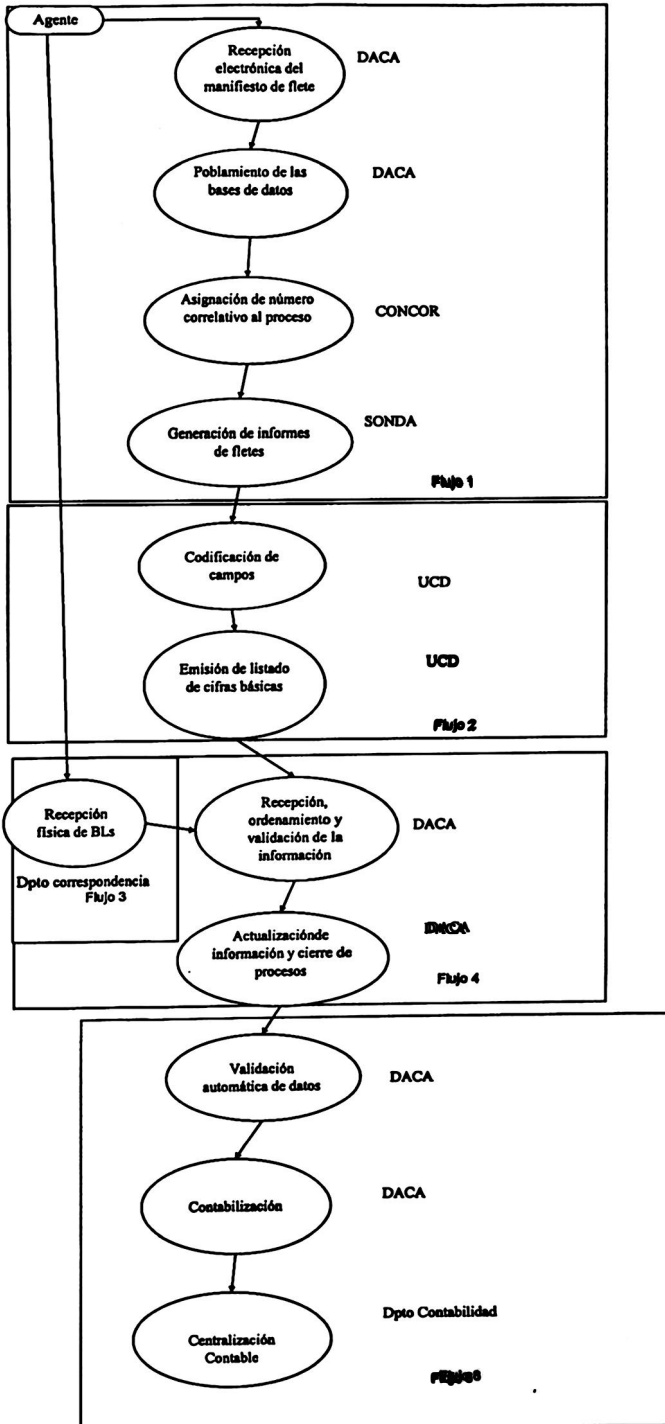 Agente
Recepción
electrónica del
manifiesto de flete
DACA
Poblamiento de las
bases de datos
DACA
Asignación de número
correlativo al proceso
CONCOR
Generación de informes
de fletes
SONDA
Flujo 1
Codificación de
campos
UCD
Emisión de listado
de cifras básicas
UCD
Flujo 2
Recepción
física de BLs
Dpto correspondencia
Flujo 3
Recepción,
ordenamiento y
validación de la
información
DACA
Actualizaciónde
información y cierre de
procesos
DACA
Flujo 4
Validación
automática de datos
DACA
Contabilización
DACA
Centralización
Contable
Dpto Contabilidad